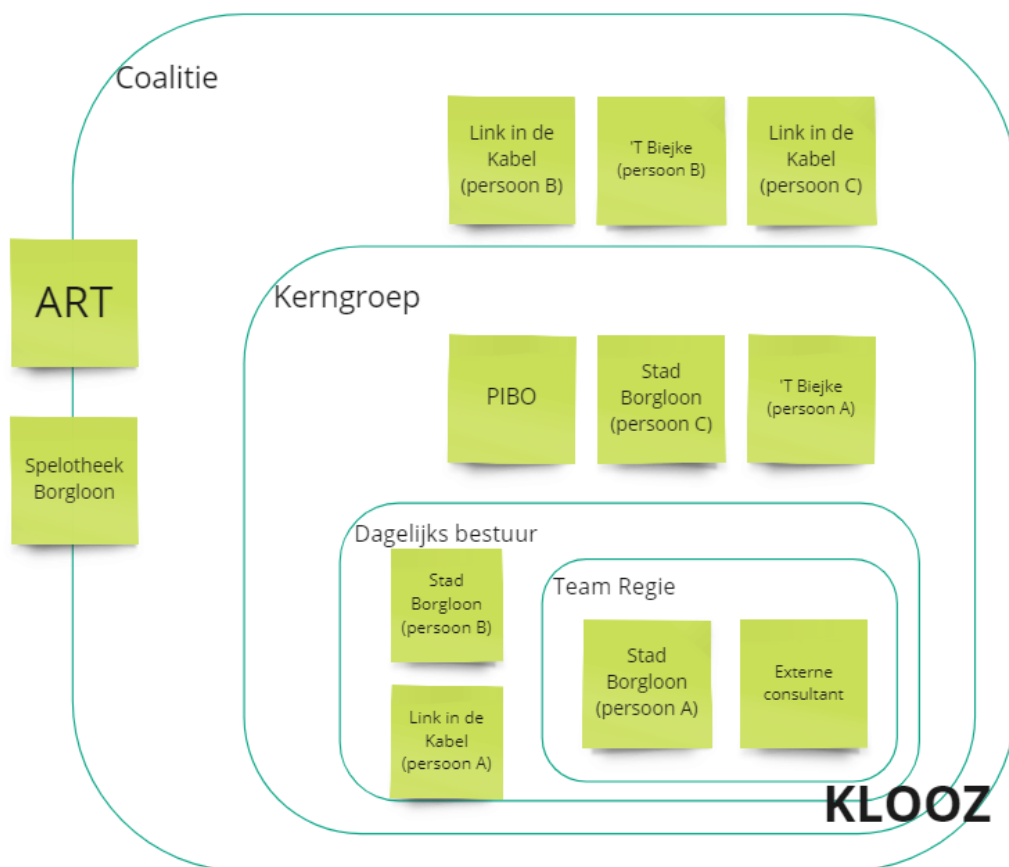 Coalitie
Link in de
Kabel
(persoon B)
'T Biejke
(persoon B)
Link in de
Kabel
(persoon C)
ART
Spelotheek
Borgloon
Kerngroep
PIBO
Stad
Borgloon
(persoon C)
'T Biejke
(persoon A)
Dagelijks bestuur
Stad
Borgloon
(persoon B)
Link in de
Kabel
(persoon A)
Team Regie
Stad
Borgloon
(persoon A)
Externe
consultant
KLOOZ